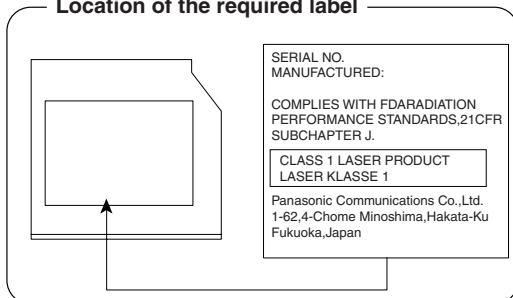 Location of the required label
SERIAL NO.
MANUFACTURED:
COMPLIES WITH FDARADIATION
PERFORMANCE STANDARDS,21CFR
SUBCHAPTER J.
CLASS 1 LASER PRODUCT
LASER KLASSE 1
Panasonic Communications Co.,Ltd.
1-62,4-Chome Minoshima,Hakata-Ku
Fukuoka,Japan